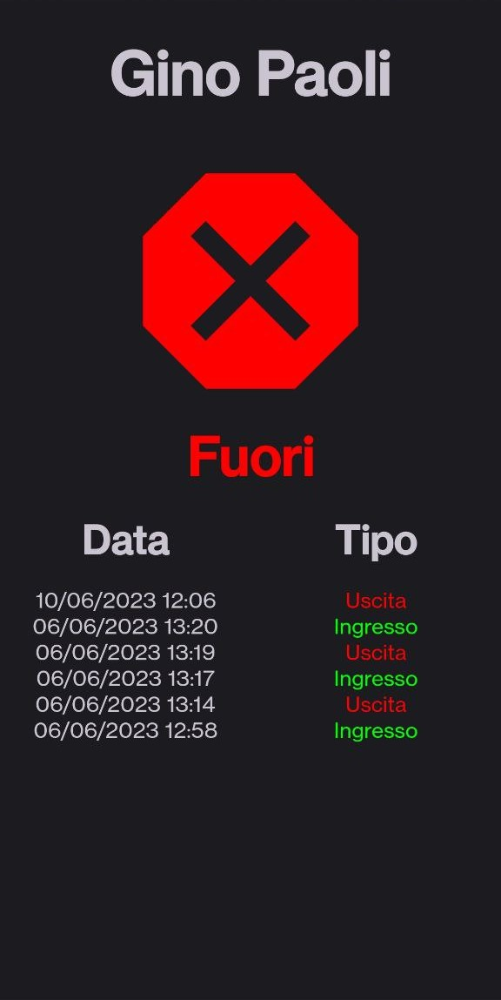 Gino Paoli
Fuori
Data Tipo
10/06/2023 12:06 Uscita
06/06/2023 13:20 Ingresso
06/06/2023 13:19 Uscita
06/06/2023 13:17 Ingresso
06/06/2023 13:14 Uscita
06/06/2023 12:58 Ingresso